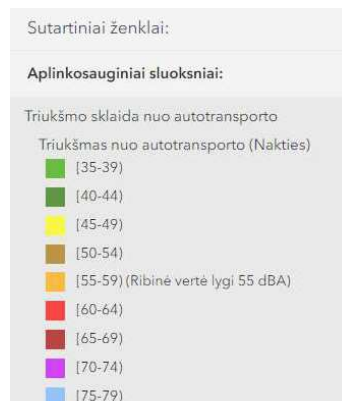 Sutartiniai ženklai:
Aplinkosauginiai sluoksniai:
Triukšmo sklaida nuo autotransporto
Triukšmas nuo autotransporto (Nakties)
[35-39)
[40-44)
[45-49)
[50-54)
[55-59) (Ribinė vertė lygi 55 dBA)
[60-64)
[65-69)
[70-74)
[75-79)